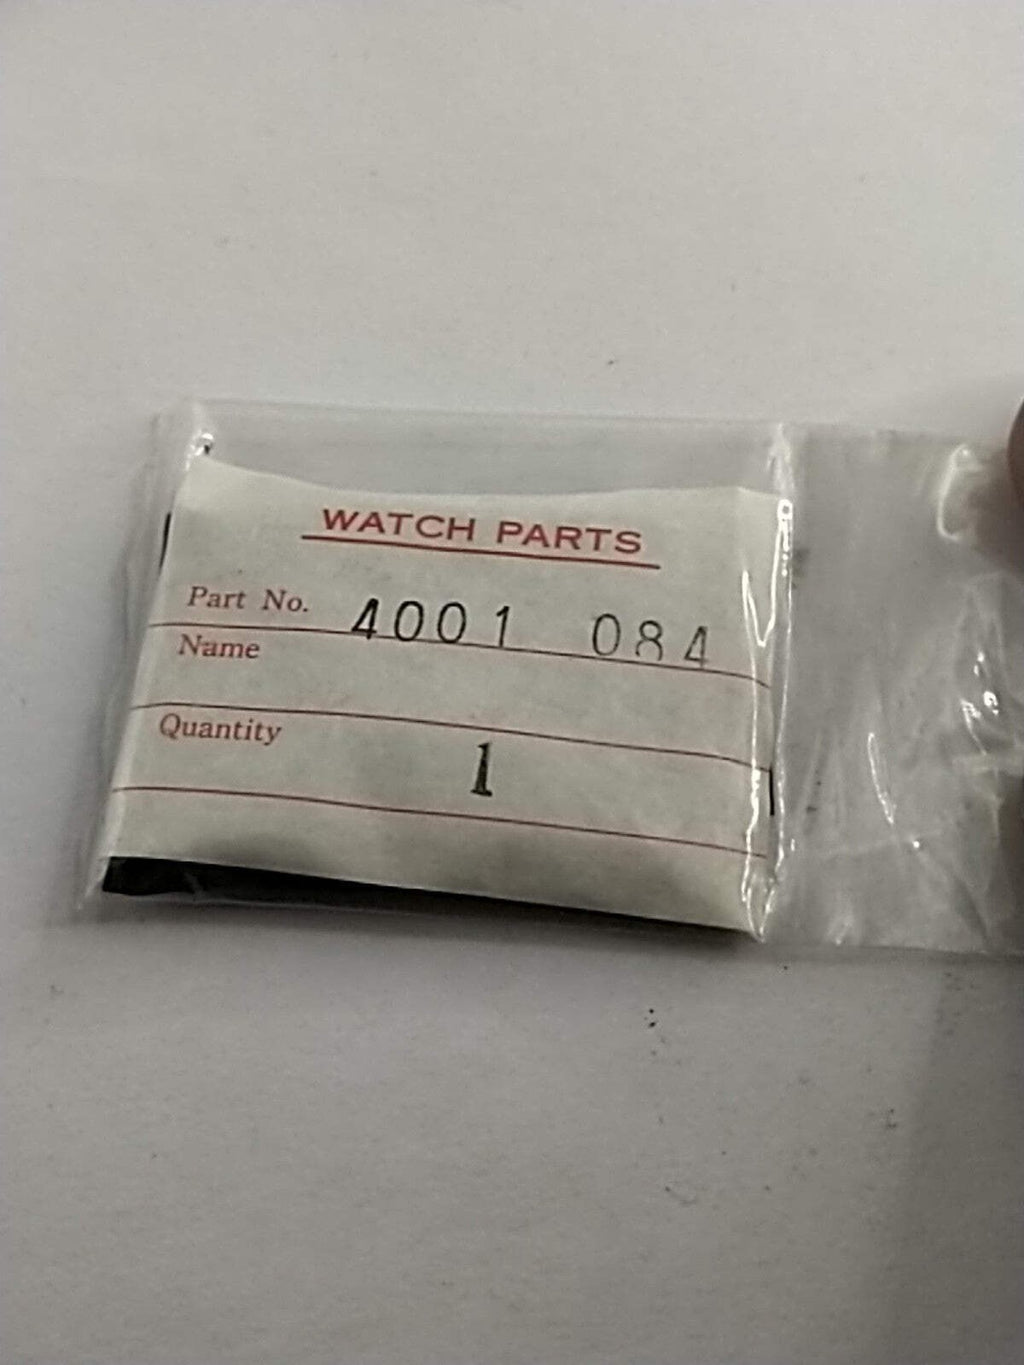 WATCH PARTS
Part No. 4001 084
Name
Quantity 1